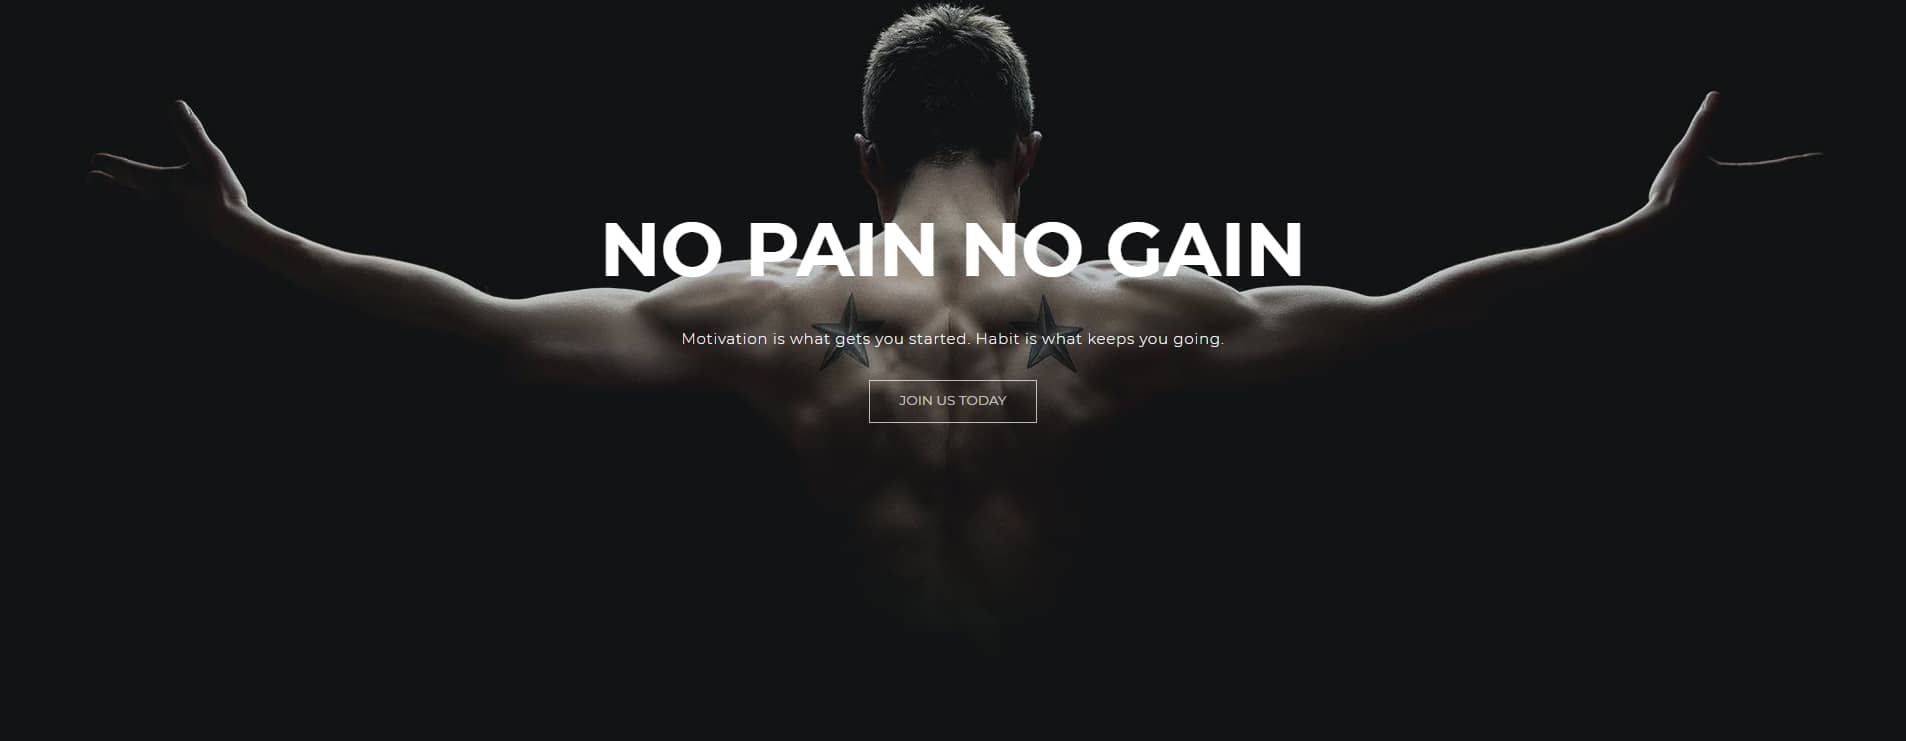 NO PAIN NO GAIN
Motivation is what gets you started. Habit is what keeps you going.
JOIN US TODAY